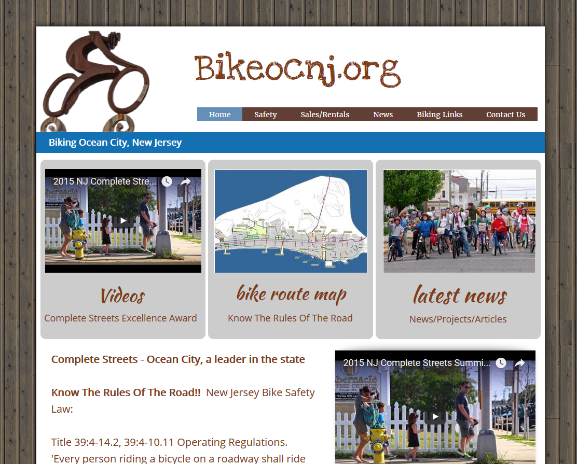 Bikeocnj.org
Home Safety Sales/Rentals News Biking Links Contact Us
Biking Ocean City, New Jersey
2015 NJ Complete Stre...
Videos
Complete Streets Excellence Award
bike route map
Know The Rules Of The Road
latest news
News/Projects/Articles
Complete Streets - Ocean City, a leader in the state
Know The Rules Of The Road!! New Jersey Bike Safety
Law:
Title 39:4-14.2, 39:4-10.11 Operating Regulations.
'Every person riding a bicycle on a roadway shall ride
2015 NJ Complete Streets Summi...